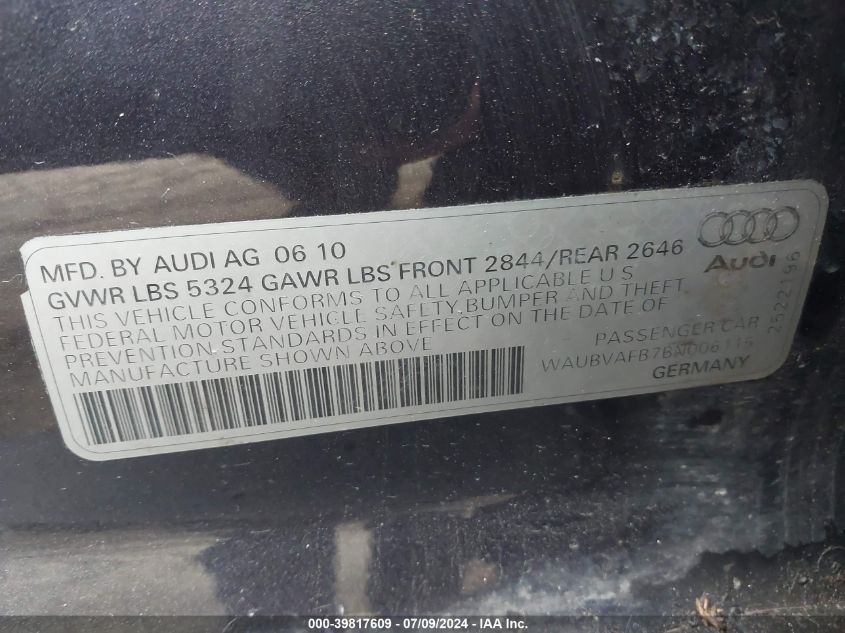 MFD. BY AUDI AG 06 10
GVWR LBS 5324 GAWR LBS FRONT 2844/REAR 2646
THIS VEHICLE CONFORMS TO ALL APPLICABLE U S
FEDERAL MOTOR VEHICLE SAFETY,BUMPER AND THEFT
PREVENTION STANDARDS IN EFFECT ON THE DATE OF
MANUFACTURE SHOWN ABOVE
PASSENGER CAR
GERMANY
Audi
2522196
000-39817609 / 07/09/2024 - IAA Inc.